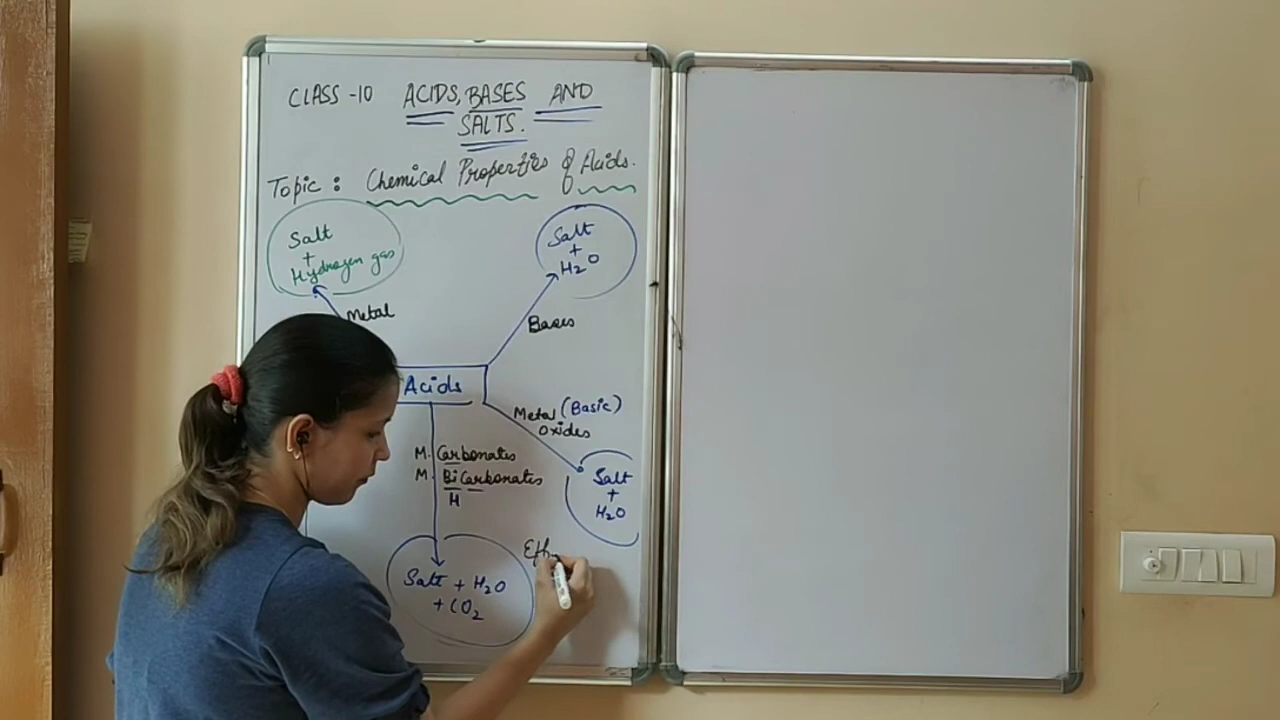 CLASS -10 ACIDS, BASES AND
SALTS.
Topic : Chemical Properties of Acids.
Salt
+
Hydrogen gas
Metal
Salt
+
H₂O
Bases
Acids
Metal (Basic)
Oxides
Salt
+
H₂O
M. Carbonates
M. BiCarbonates
H
Salt + H₂O
+ CO₂
Eff